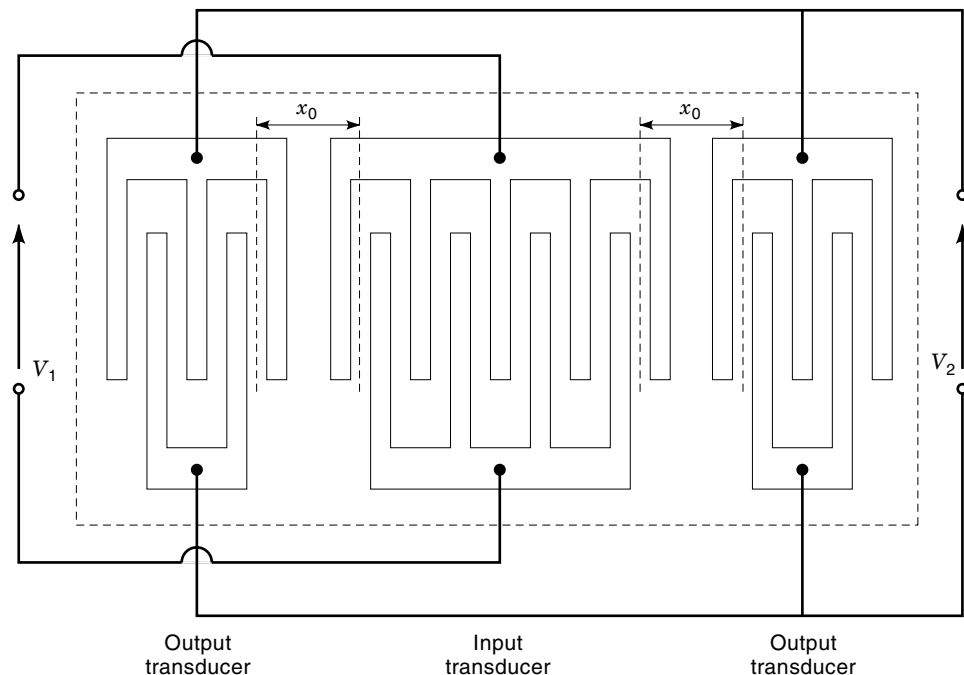 x₀
x₀
V₁
V₂
Output
transducer
Input
transducer
Output
transducer